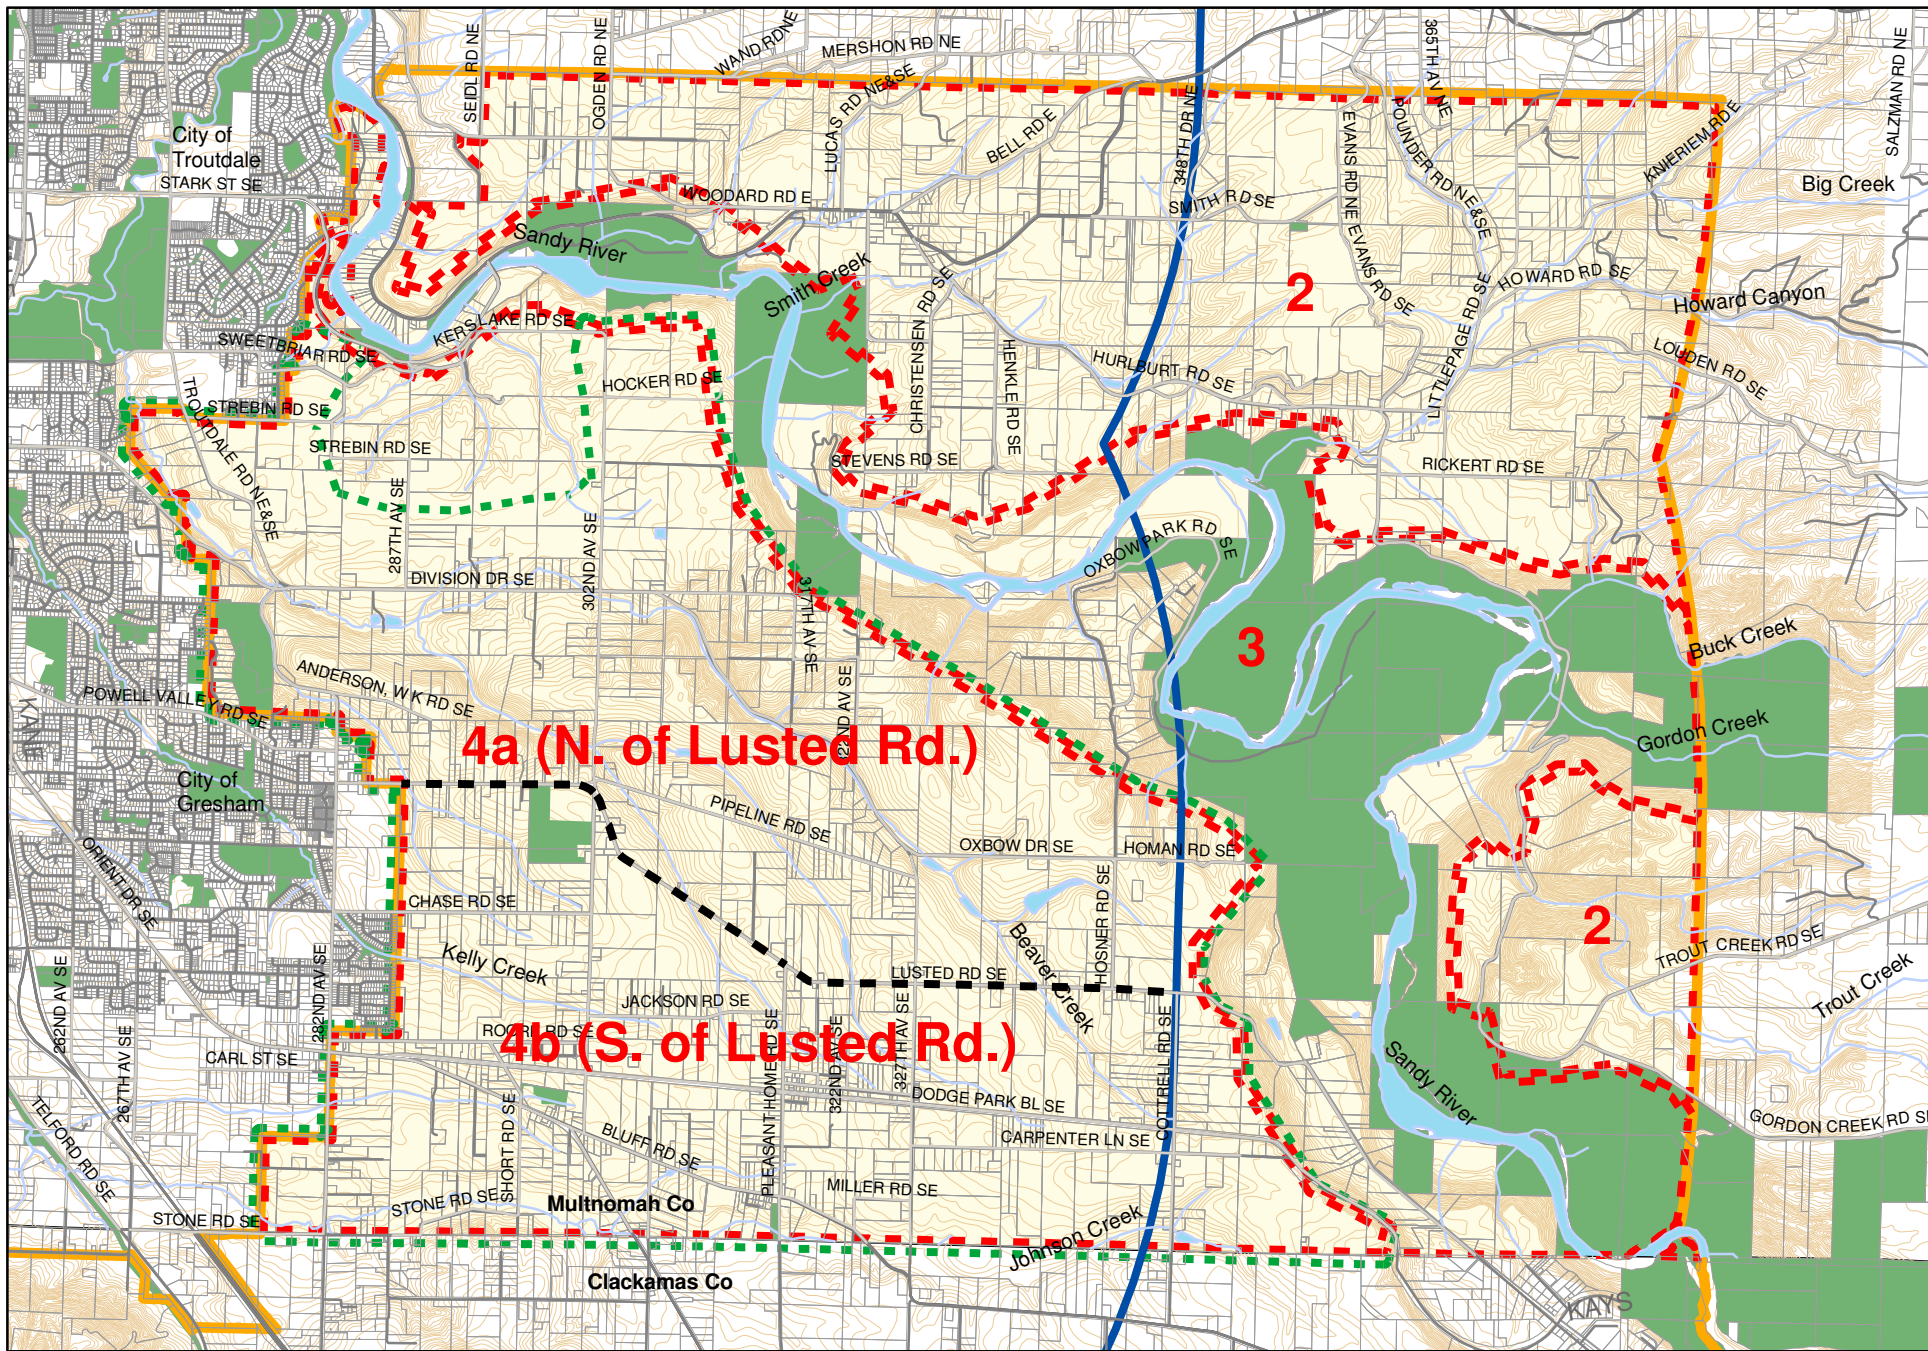 SEIDL RD NE
OGDEN RD NE
WAND RD NE
MERSHON RD NE
365TH AV NE
SALZMAN RD NE
City of
Troutdale
STARK ST SE
LUCAS RD NE&SE
BELL RD E
348TH DR NE
EVANS RD NE
POUNDER RD NE&SE
KNIERIEM RD E
Big Creek
WOODARD RD E
SMITH RD SE
Sandy River
Smith Creek
CHRISTENSEN RD SE
EVANS RD SE
2
HOWARD RD SE
Howard Canyon
LITTLEPAGE RD SE
SWEETBRIAR RD SE
KERSLAKE RD SE
HOCKER RD SE
HENKLE RD SE
HURLBURT RD SE
LOUDEN RD SE
TROUTDALE RD NE&SE
STREBIN RD SE
STREBIN RD SE
STEVENS RD SE
RICKERT RD SE
287TH AV SE
302ND AV SE
DIVISION DR SE
317TH AV SE
OXBOW PARK RD SE
3
Buck Creek
ANDERSON, W K RD SE
POWELL VALLEY RD SE
KANE
322ND AV SE
4a (N. of Lusted Rd.)
Gordon Creek
City of
Gresham
PIPELINE RD SE
OXBOW DR SE
HOMAN RD SE
ORIENT DR SE
CHASE RD SE
HOSNER RD SE
2
Kelly Creek
Beaver Creek
TROUT CREEK RD SE
Trout Creek
262ND AV SE
282ND AV SE
LUSTED RD SE
JACKSON RD SE
267TH AV SE
4b (S. of Lusted Rd.)
CARL ST SE
PLEASANT HOME RD SE
322ND AV SE
327TH AV SE
COTTRELL RD SE
Sandy River
DODGE PARK BL SE
GORDON CREEK RD SE
TELFORD RD SE
SHORT RD SE
BLUFF RD SE
CARPENTER LN SE
MILLER RD SE
STONE RD SE
STONE RD SE
Multnomah Co
Johnson Creek
Clackamas Co
KAYS